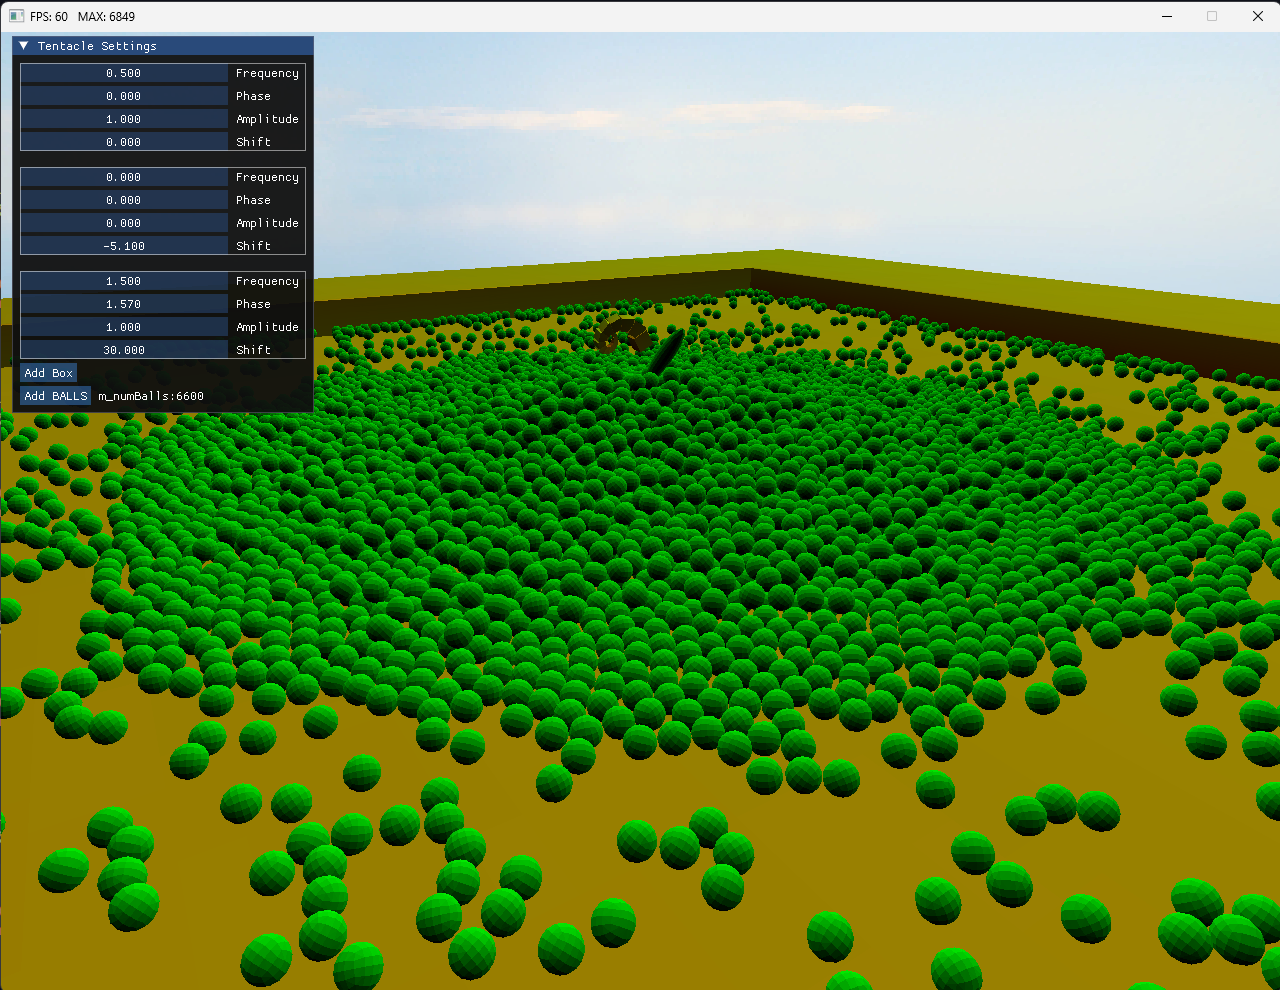 FPS: 60 MAX: 6849
Tentacle Settings
0.500 Frequency
0.000 Phase
1.000 Amplitude
0.000 Shift
0.000 Frequency
0.000 Phase
0.000 Amplitude
-5.100 Shift
1.500 Frequency
1.570 Phase
1.000 Amplitude
30.000 Shift
Add Box
Add BALLS m_numBalls:6600